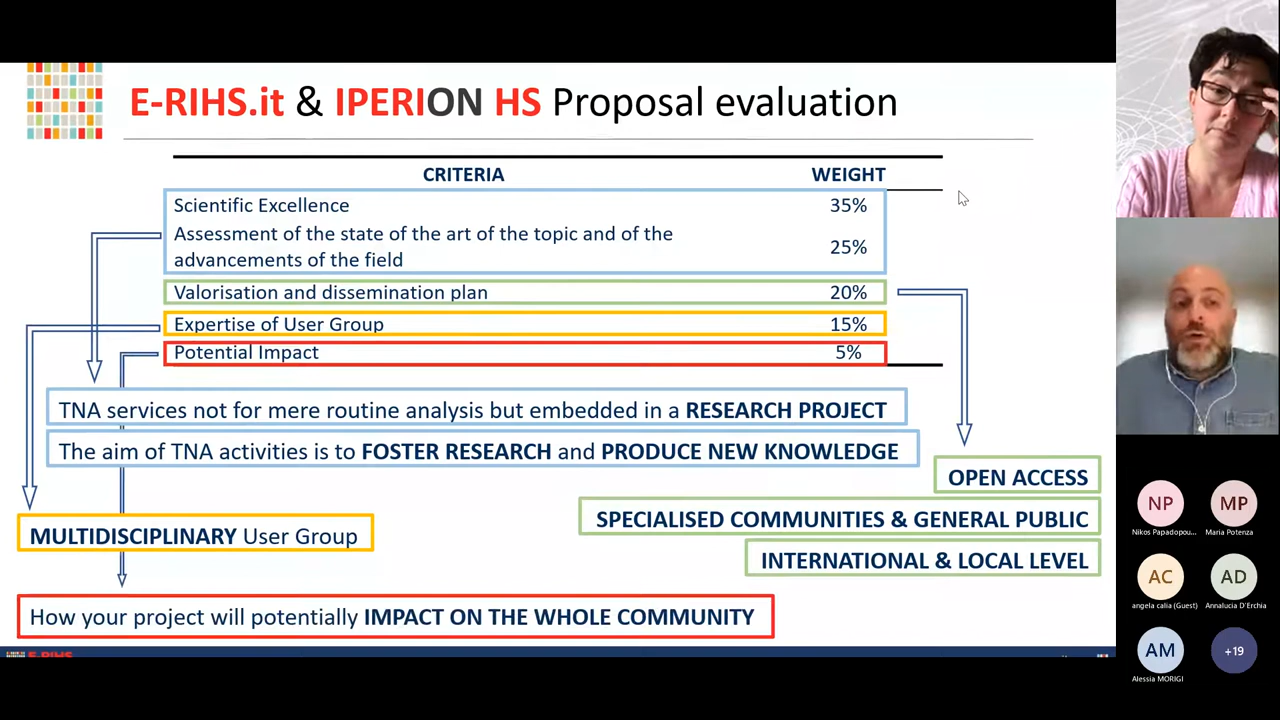 E-RIHS.it & IPERION HS Proposal evaluation
CRITERIA WEIGHT
Scientific Excellence 35%
Assessment of the state of the art of the topic and of the
advancements of the field 25%
Valorisation and dissemination plan 20%
Expertise of User Group 15%
Potential Impact 5%
TNA services not for mere routine analysis but embedded in a RESEARCH PROJECT
The aim of TNA activities is to FOSTER RESEARCH and PRODUCE NEW KNOWLEDGE
OPEN ACCESS
SPECIALISED COMMUNITIES & GENERAL PUBLIC
INTERNATIONAL & LOCAL LEVEL
MULTIDISCIPLINARY User Group
How your project will potentially IMPACT ON THE WHOLE COMMUNITY
E-RIHS
NP MP
Nikos Papadopou... Maria Potenza
AC AD
angela calia (Guest) Annalucia D'Erchia
AM +19
Alessia MORIGI